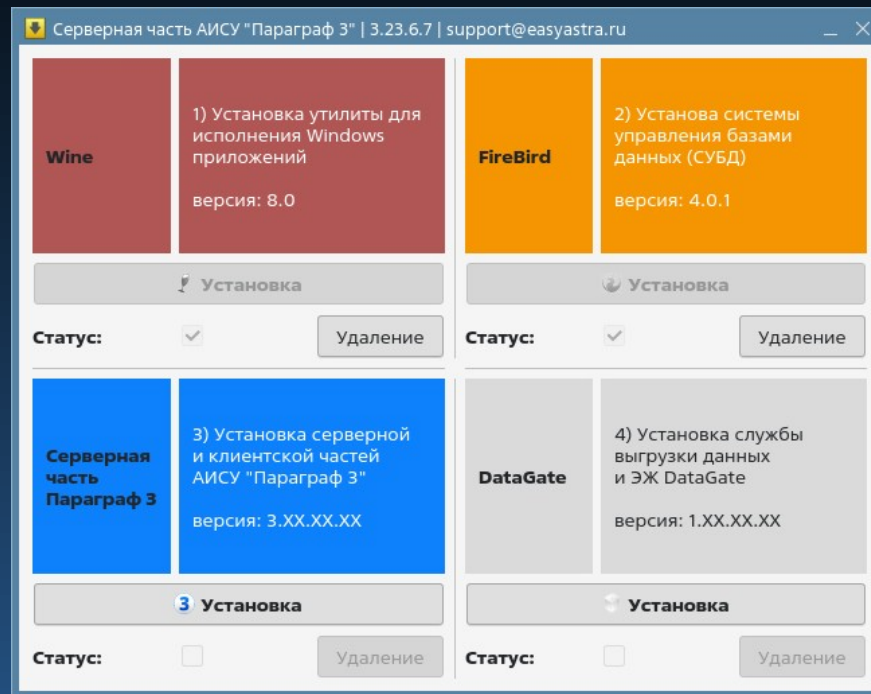 Серверная часть АИСУ "Параграф 3" | 3.23.6.7 | support@easyastra.ru
Wine
1) Установка утилиты для
исполнения Windows
приложений
версия: 8.0
FireBird
2) Установа системы
управления базами
данных (СУБД)
версия: 4.0.1
Установка
Установка
Статус:
Удаление
Статус:
Удаление
Серверная
часть
Параграф 3
3) Установка серверной
и клиентской частей
АИСУ "Параграф 3"
версия: 3.XX.XX.XX
DataGate
4) Установка службы
выгрузки данных
и ЭЖ DataGate
версия: 1.XX.XX.XX
3 Установка
Установка
Статус:
Удаление
Статус:
Удаление